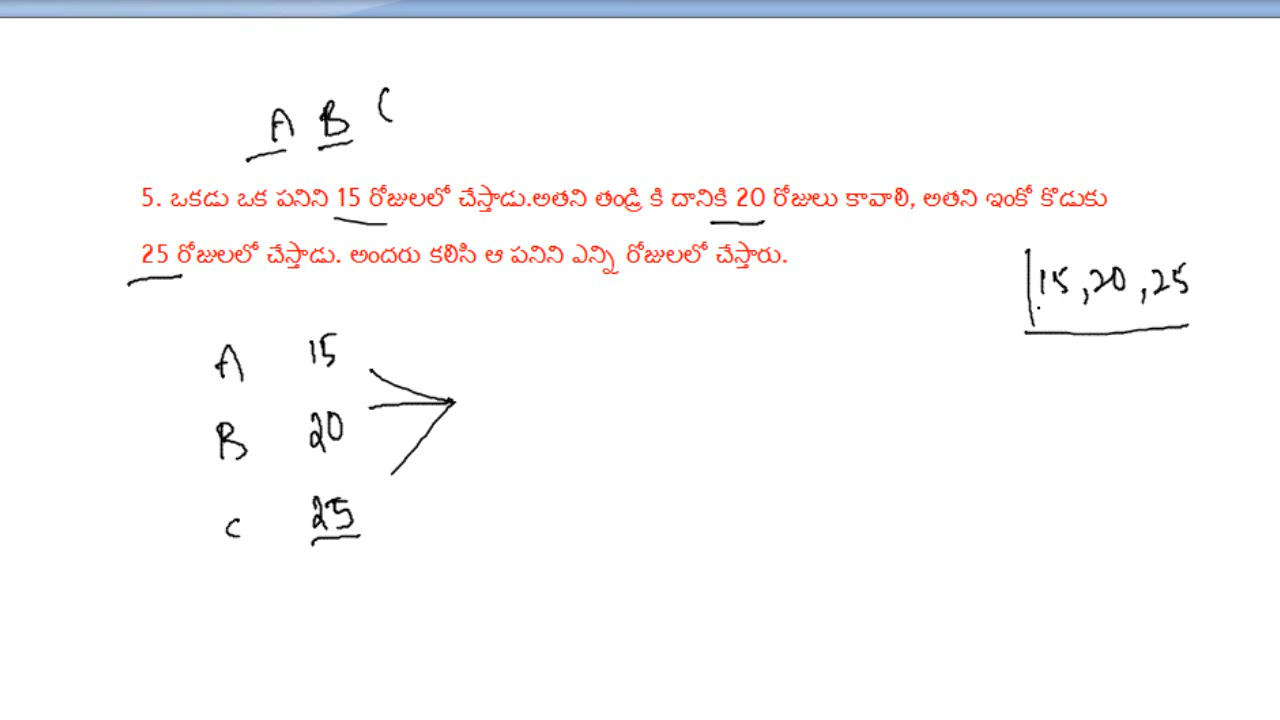 A B C
5. ఒకడు ఒక పనిని 15 రోజులలో చేస్తాడు.అతని తండ్రి కి దానికి 20 రోజులు కావాలి, అతని ఇంకో కొడుకు
25 రోజులలో చేస్తాడు. అందరు కలిసి ఆ పనిని ఎన్ని రోజులలో చేస్తారు.
15, 20, 25
A 15
B 20
C 25